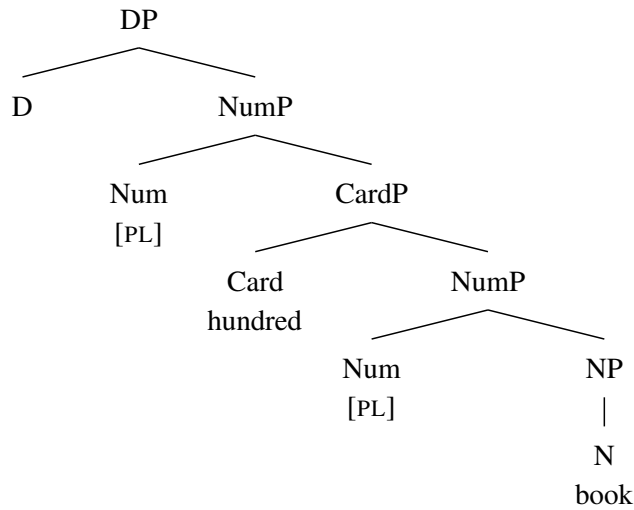 DP
D NumP
Num CardP
[PL]
Card NumP
hundred
Num NP
[PL]
N
book